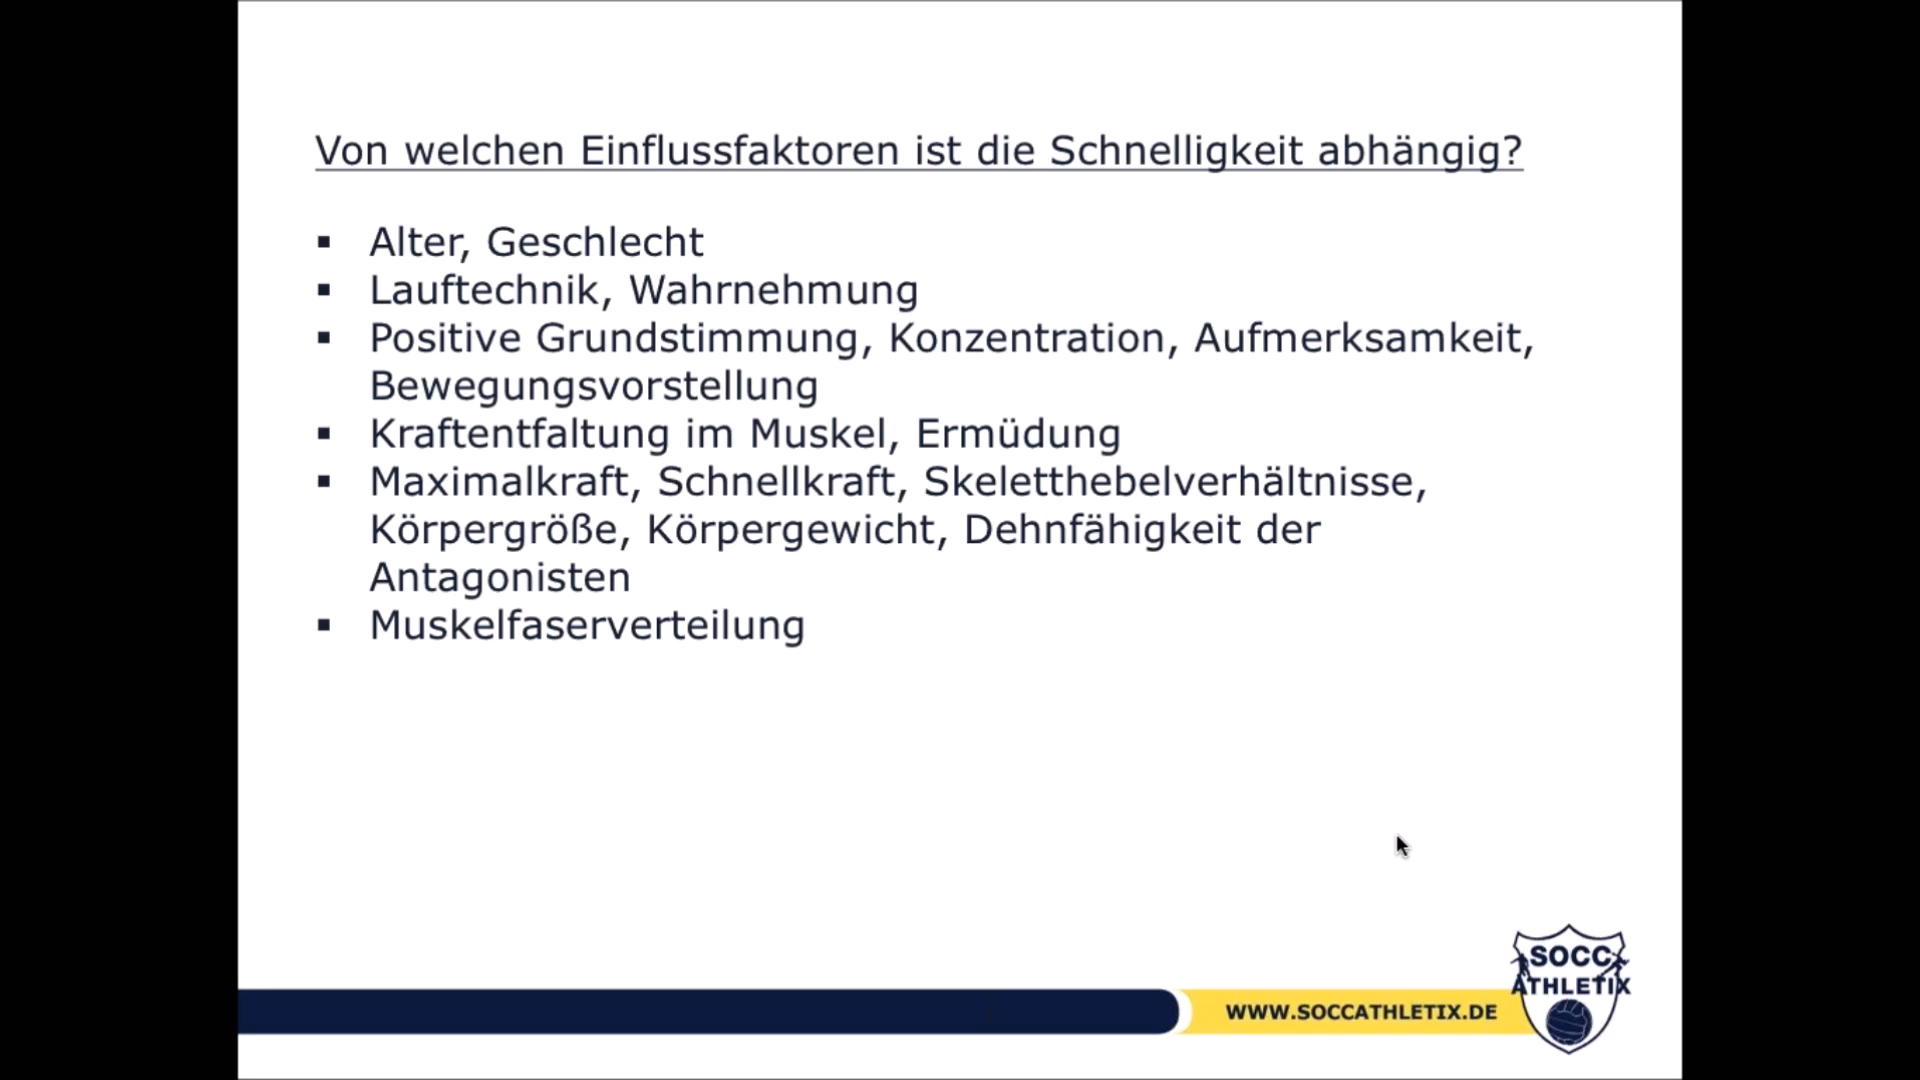 Von welchen Einflussfaktoren ist die Schnelligkeit abhängig?
▪ Alter, Geschlecht
▪ Lauftechnik, Wahrnehmung
▪ Positive Grundstimmung, Konzentration, Aufmerksamkeit,
Bewegungsvorstellung
▪ Kraftentfaltung im Muskel, Ermüdung
▪ Maximalkraft, Schnellkraft, Skeletthebelverhältnisse,
Körpergröße, Körpergewicht, Dehnfähigkeit der
Antagonisten
▪ Muskelfaserverteilung
WWW.SOCCATHLETIX.DE
SOCC
ATHLETIX